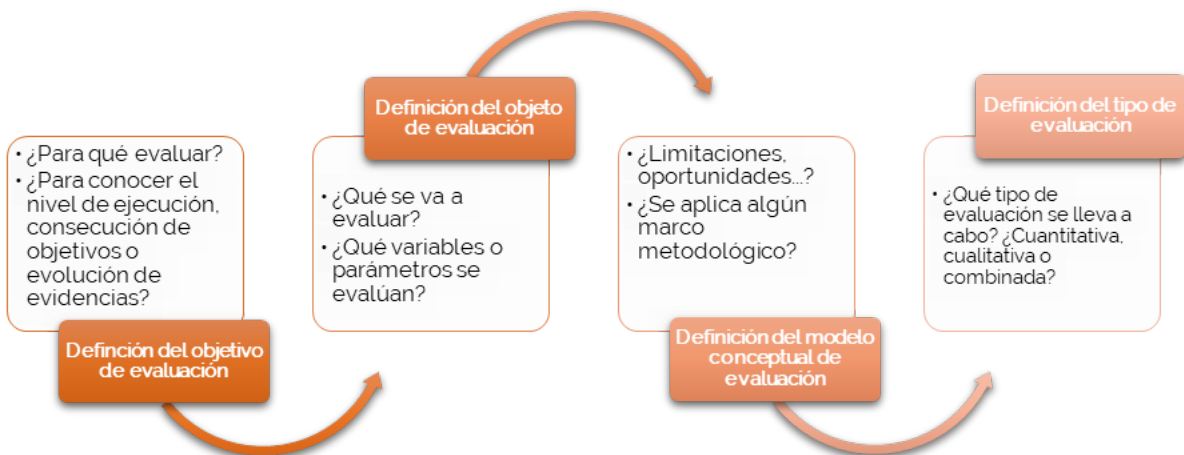 • ¿Para qué evaluar?
• ¿Para conocer el
nivel de ejecución,
consecución de
objetivos o
evolución de
evidencias?
Definción del objetivo
de evaluación
Definición del objeto
de evaluación
• ¿Qué se va a
evaluar?
• ¿Qué variables o
parámetros se
evalúan?
• ¿Limitaciones,
oportunidades...?
• ¿Se aplica algún
marco
metodológico?
Definición del modelo
conceptual de
evaluación
Definición del tipo de
evaluación
• ¿Qué tipo de
evaluación se lleva a
cabo? ¿Cuantitativa,
cualitativa o
combinada?